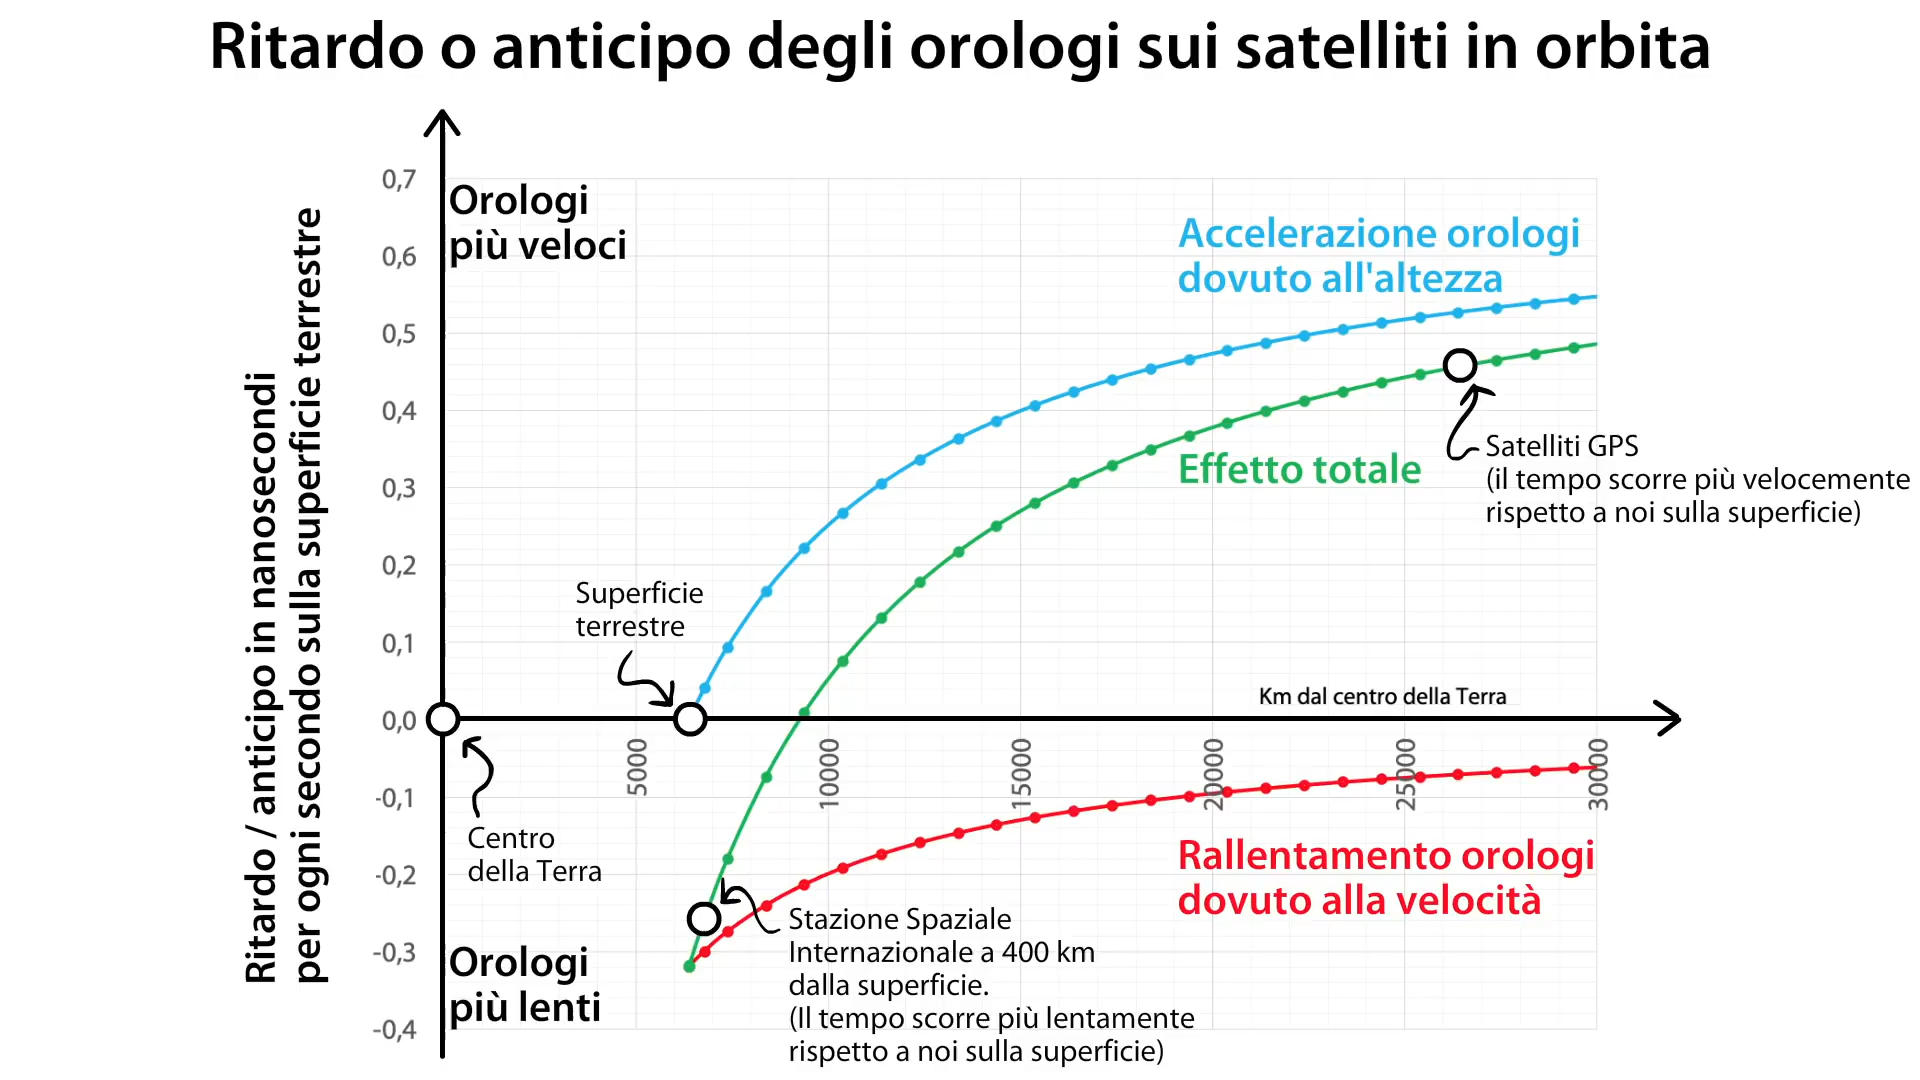 Ritardo o anticipo degli orologi sui satelliti in orbita
Ritardo / anticipo in nanosecondi
per ogni secondo sulla superficie terrestre
0,7
0,6
0,5
0,4
0,3
0,2
0,1
0,0
-0,1
-0,2
-0,3
-0,4
Orologi
più veloci
Accelerazione orologi
dovuto all'altezza
Effetto totale
Satelliti GPS
(il tempo scorre più velocemente
rispetto a noi sulla superficie)
Superficie
terrestre
Km dal centro della Terra
5000
10000
15000
20000
25000
30000
Centro
della Terra
Rallentamento orologi
dovuto alla velocità
Stazione Spaziale
Internazionale a 400 km
dalla superficie.
(Il tempo scorre più lentamente
rispetto a noi sulla superficie)
Orologi
più lenti